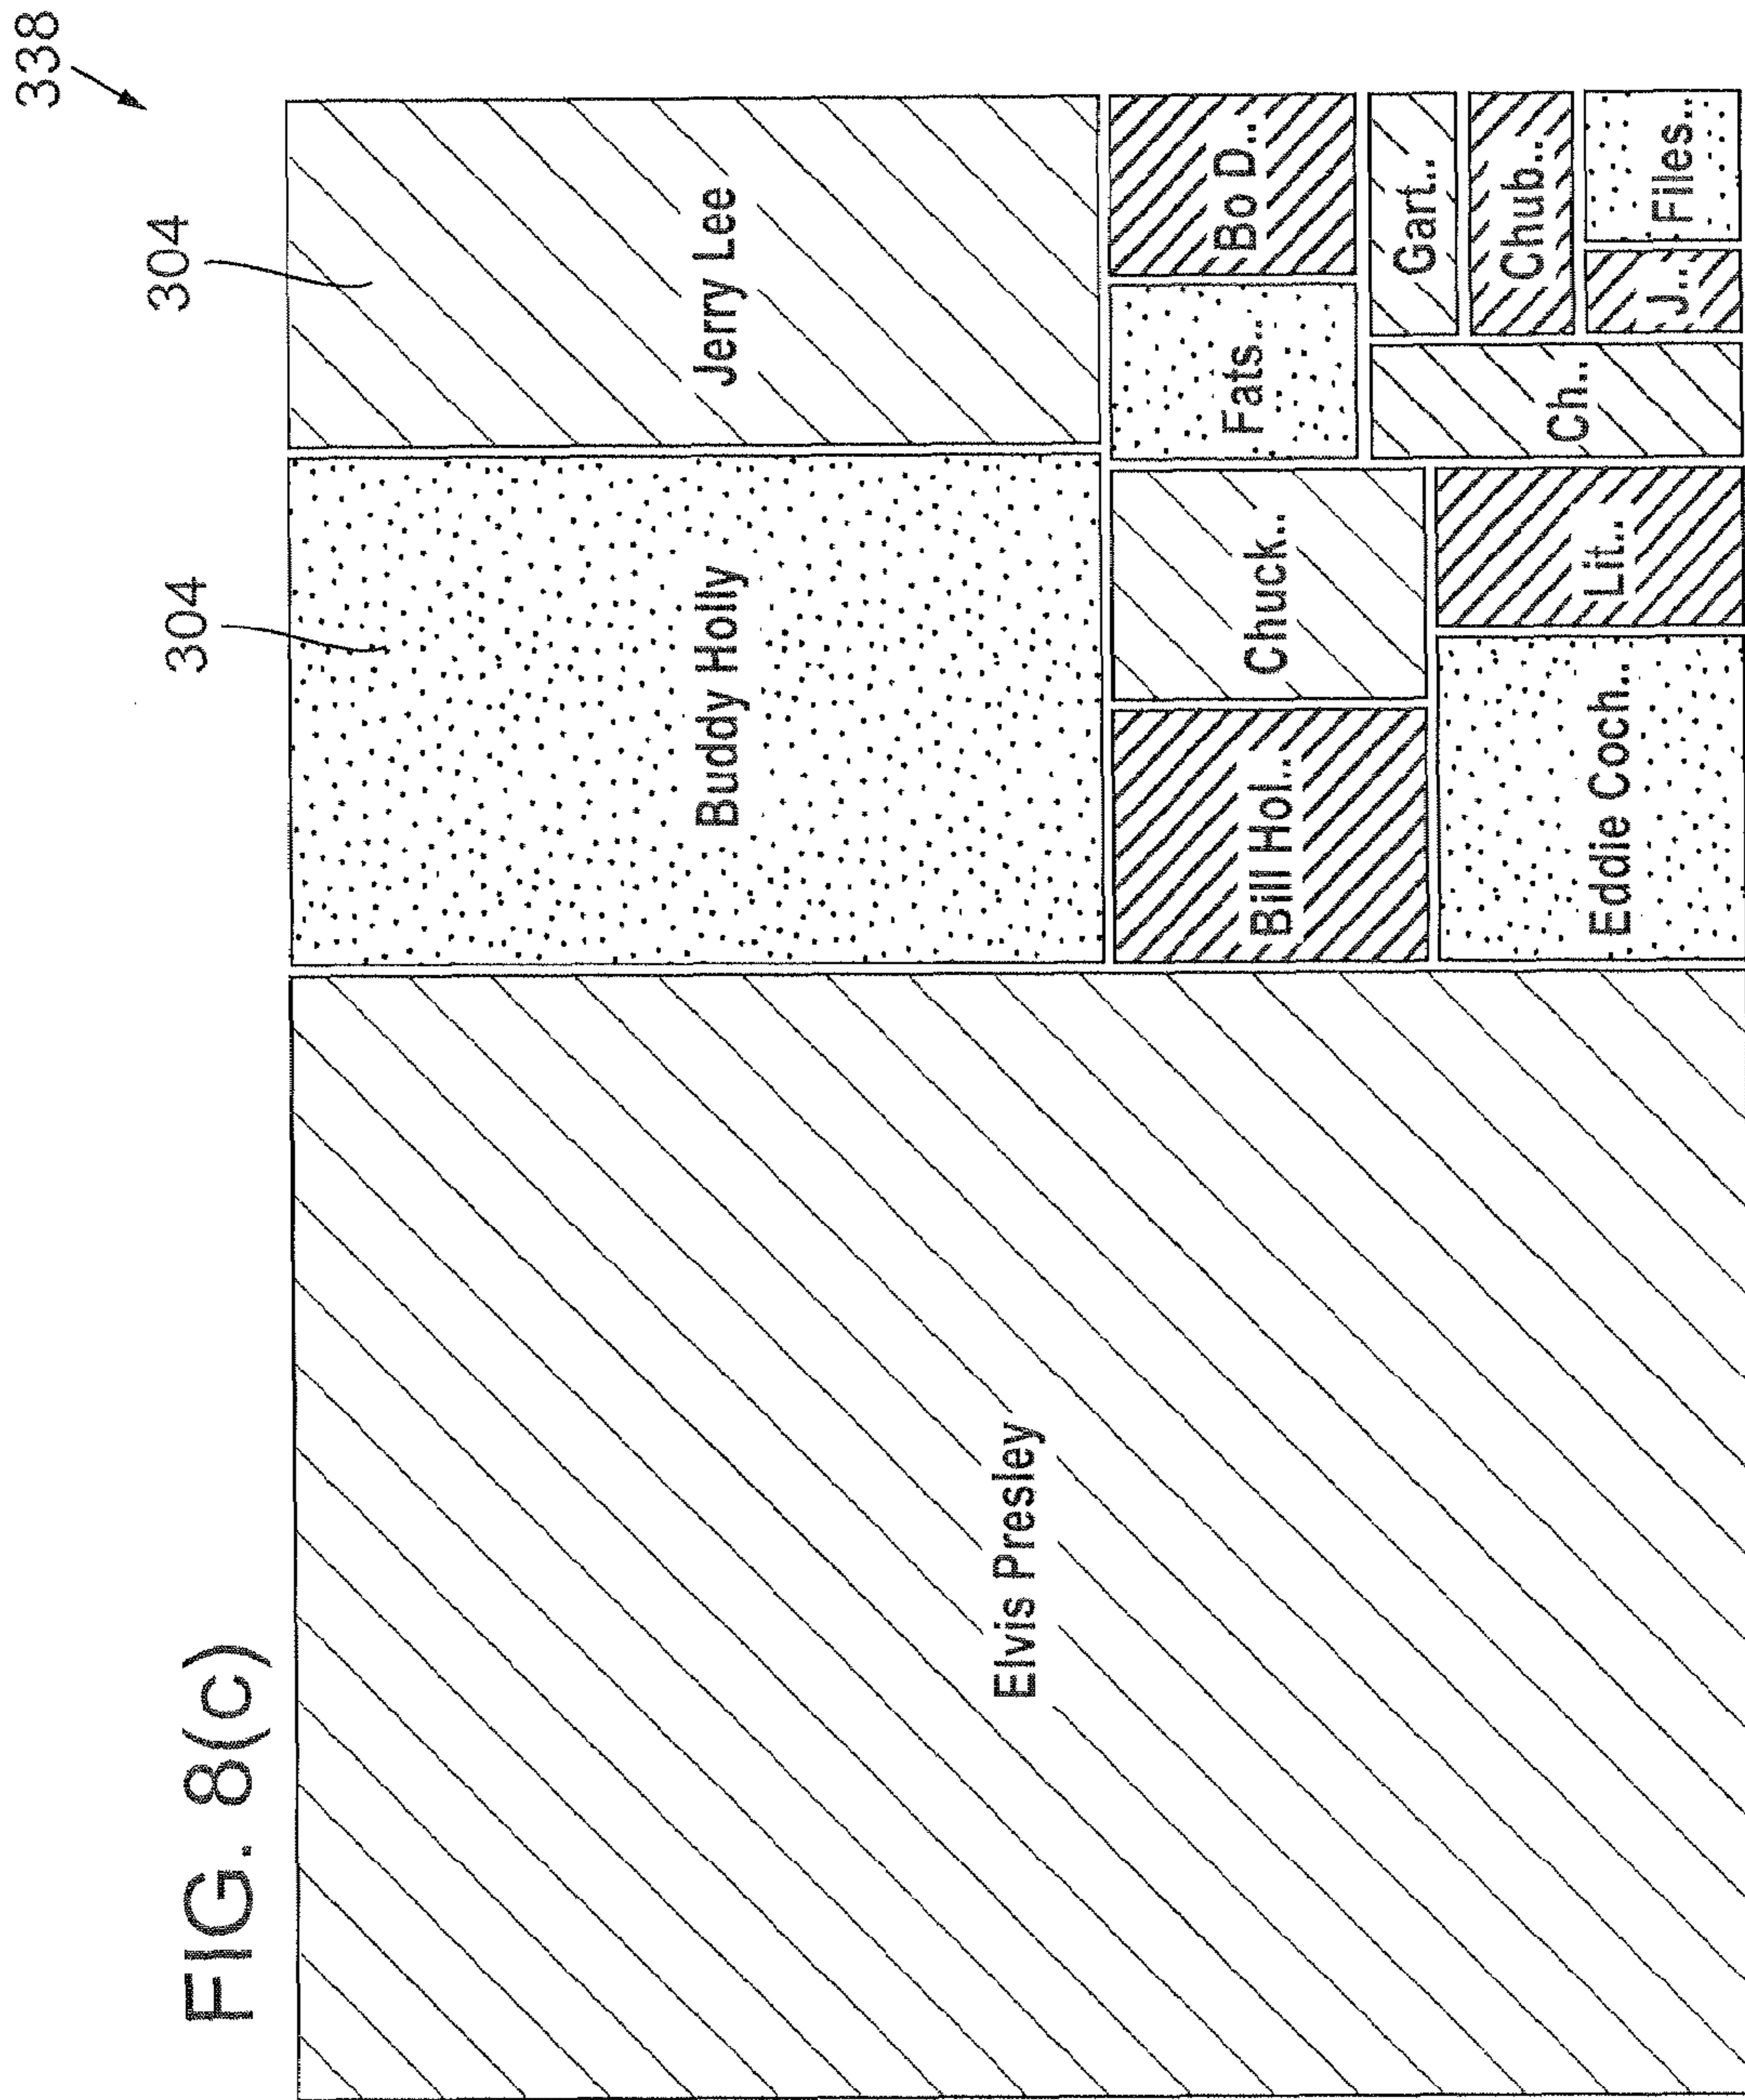 FIG. 8(c)
338
304
304
Elvis Presley
Buddy Holly
Jerry Lee
Bill Hol..
Chuck..
Fats..
Bo D..
Eddie Coch..
Lit..
Ch..
Gart..
Chub..
J..
Files..